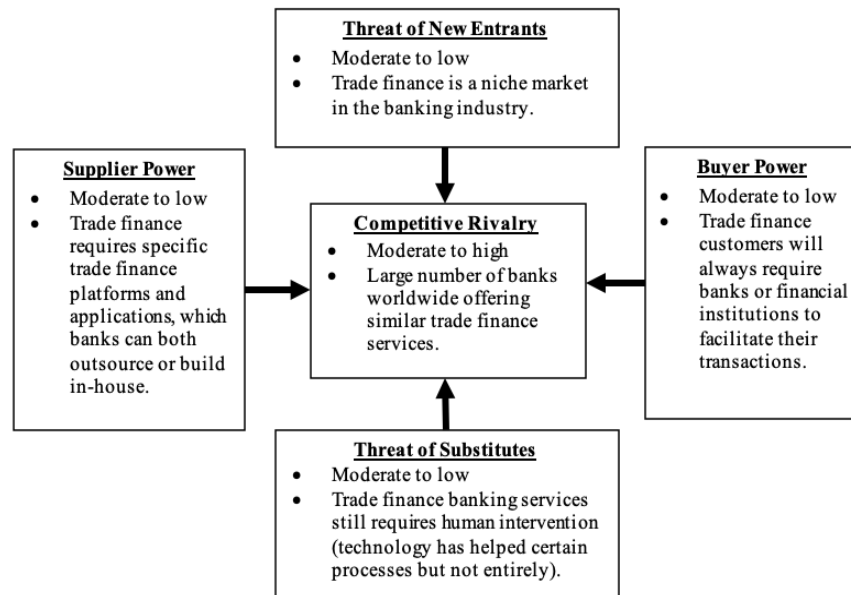 Threat of New Entrants
• Moderate to low
• Trade finance is a niche market
in the banking industry.
Supplier Power
• Moderate to low
• Trade finance
requires specific
trade finance
platforms and
applications, which
banks can both
outsource or build
in-house.
Competitive Rivalry
• Moderate to high
• Large number of banks
worldwide offering
similar trade finance
services.
Buyer Power
• Moderate to low
• Trade finance
customers will
always require
banks or financial
institutions to
facilitate their
transactions.
Threat of Substitutes
• Moderate to low
• Trade finance banking services
still requires human intervention
(technology has helped certain
processes but not entirely).